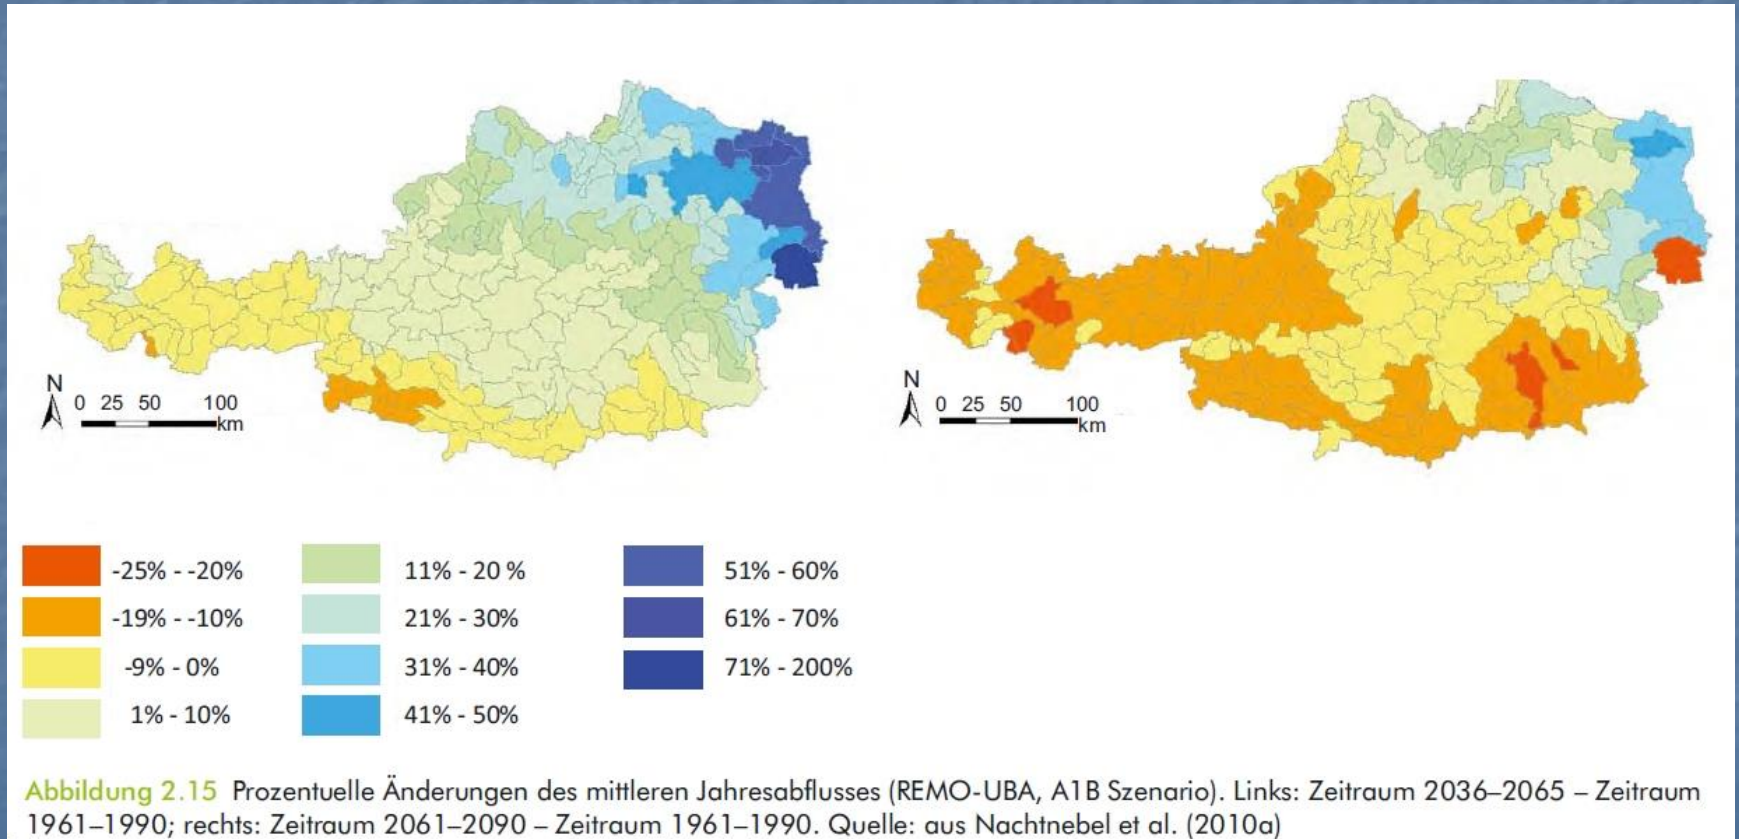 N
0 25 50 100
km
N
0 25 50 100
km
-25% - -20%
11% - 20 %
51% - 60%
-19% - -10%
21% - 30%
61% - 70%
-9% - 0%
31% - 40%
71% - 200%
1% - 10%
41% - 50%
Abbildung 2.15 Prozentuelle Änderungen des mittleren Jahresabflusses (REMO-UBA, A1B Szenario). Links: Zeitraum 2036–2065 – Zeitraum
1961–1990; rechts: Zeitraum 2061–2090 – Zeitraum 1961–1990. Quelle: aus Nachtnebel et al. (2010a)